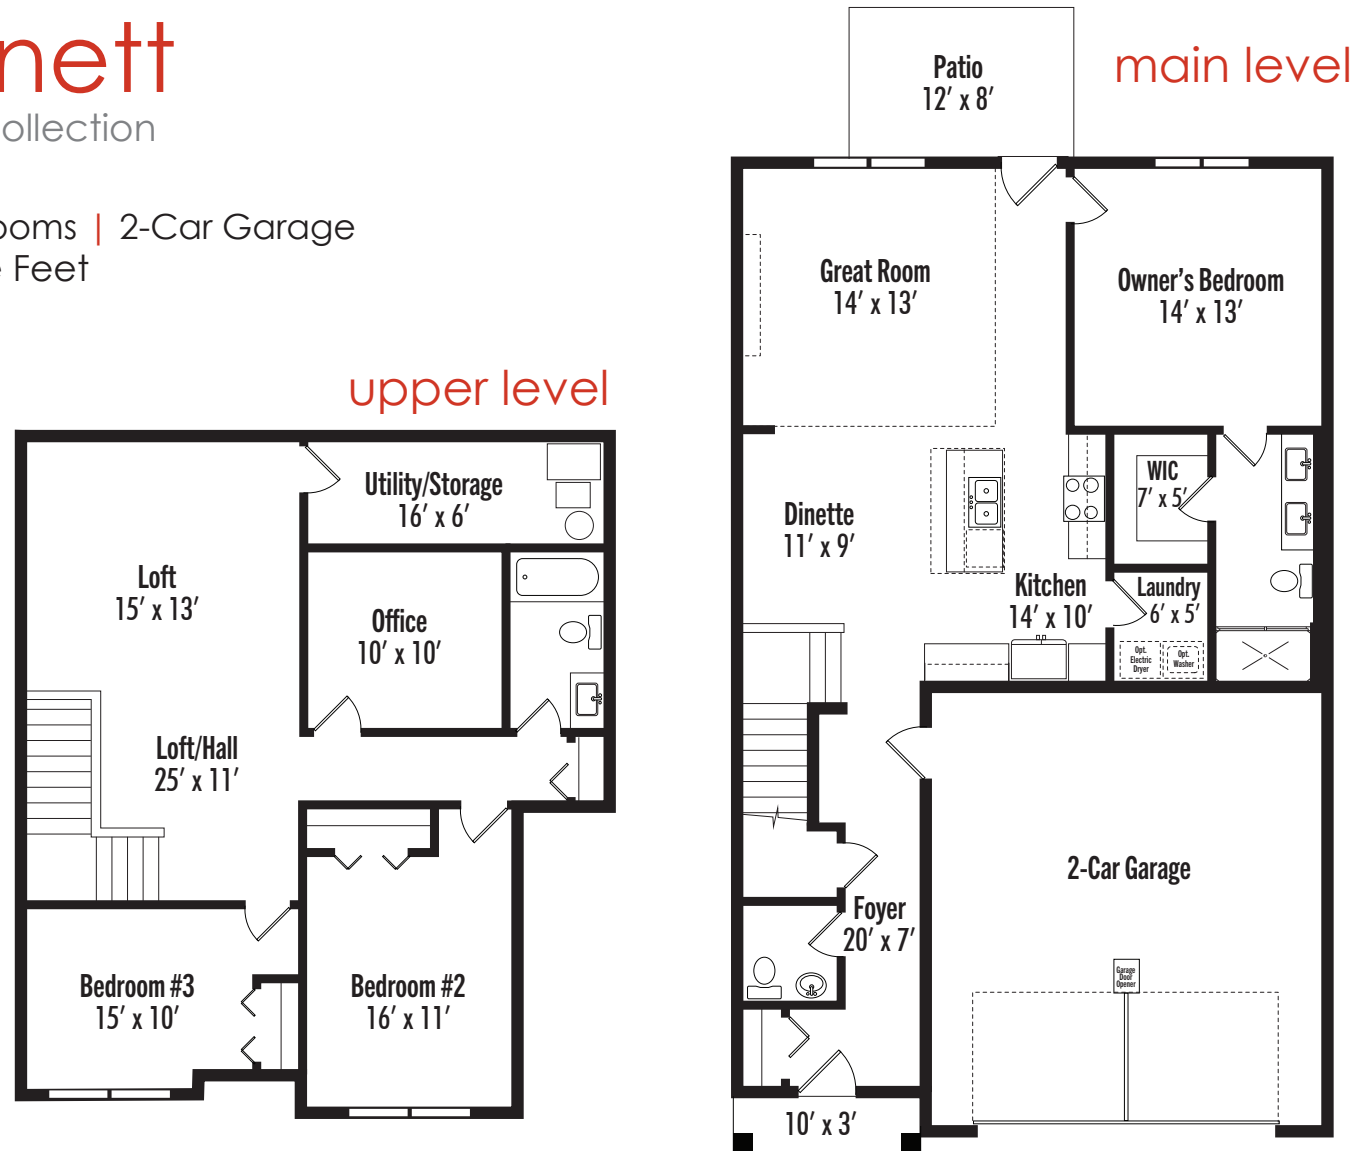 nett
ollection
ooms | 2-Car Garage
e Feet
upper level
Utility/Storage
16' x 6'
Loft
15' x 13'
Office
10' x 10'
Loft/Hall
25' x 11'
Bedroom #3
15' x 10'
Bedroom #2
16' x 11'
main level
Patio
12' x 8'
Great Room
14' x 13'
Owner's Bedroom
14' x 13'
WIC
7' x 5'
Dinette
11' x 9'
Kitchen
14' x 10'
Laundry
6' x 5'
Opt.
Electric
Dryer
Opt.
Washer
2-Car Garage
Foyer
20' x 7'
Garage
Door
Opener
10' x 3'